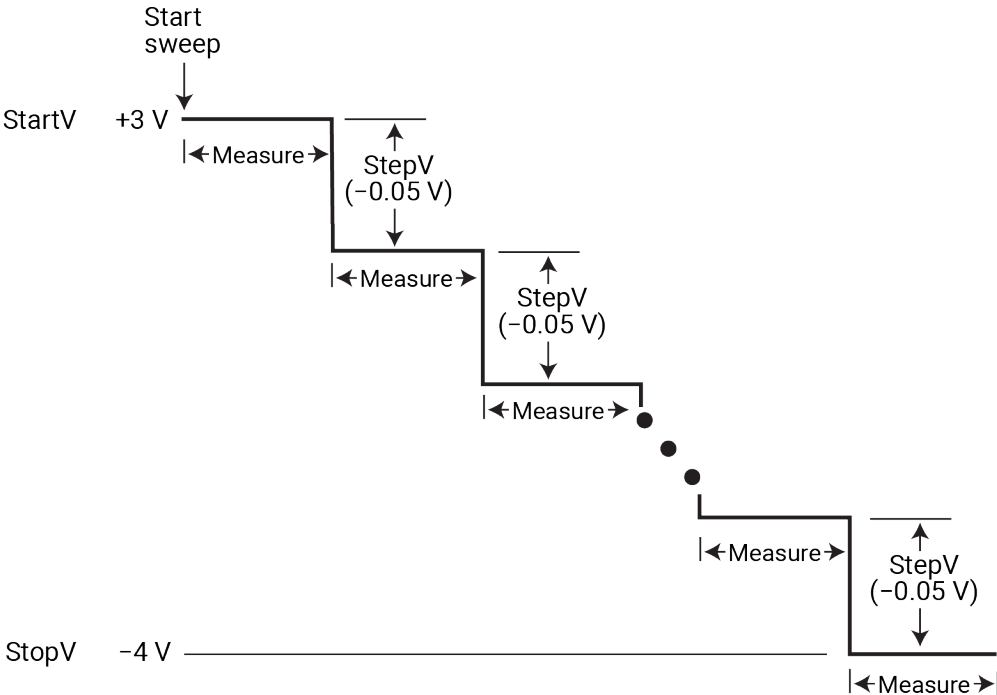 Start
sweep
StartV +3 V
Measure
StepV
(−0.05 V)
Measure
StepV
(−0.05 V)
Measure
Measure
StepV
(−0.05 V)
StopV −4 V
Measure